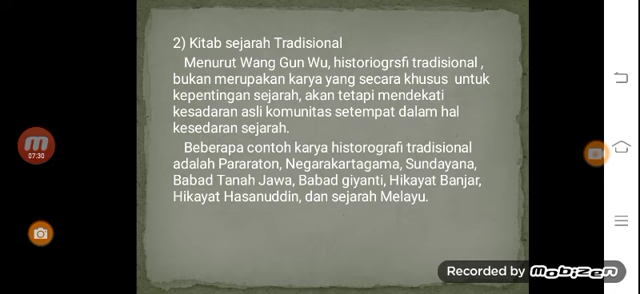 2) Kitab sejarah Tradisional
Menurut Wang Gun Wu, historiogrsfi tradisional ,
bukan merupakan karya yang secara khusus untuk
kepentingan sejarah, akan tetapi mendekati
kesadaran asli komunitas setempat dalam hal
kesedaran sejarah.
Beberapa contoh karya historografi tradisional
adalah Pararaton, Negarakartagama, Sundayana,
Babad Tanah Jawa, Babad giyanti, Hikayat Banjar,
Hikayat Hasanuddin, dan sejarah Melayu.
07:30
Recorded by Mobizen